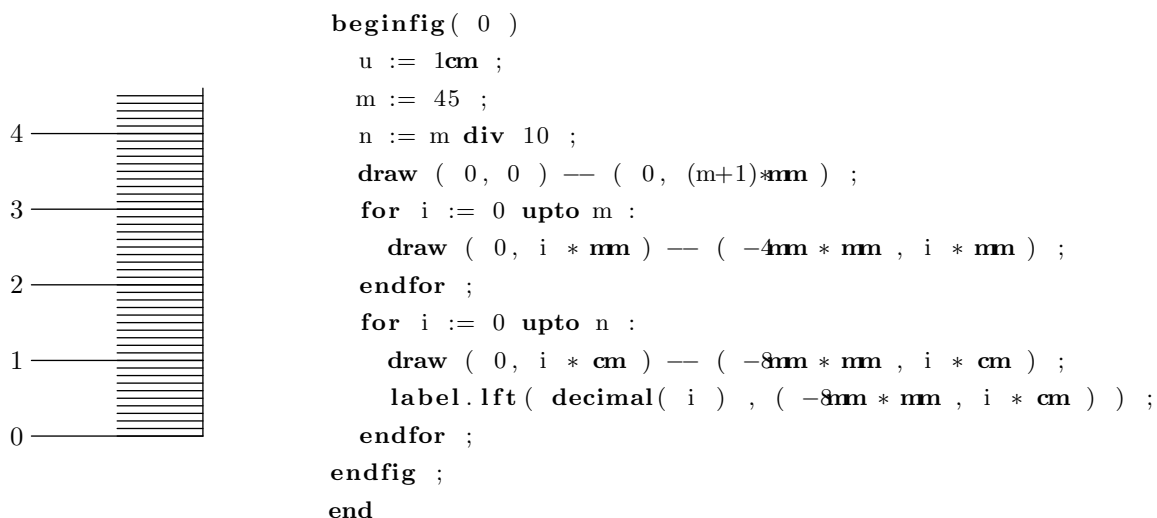 4
3
2
1
0
beginfig( 0 )
u := 1cm ;
m := 45 ;
n := m div 10 ;
draw ( 0, 0 ) -- ( 0, (m+1)*mm ) ;
for i := 0 upto m :
draw ( 0, i * mm ) -- ( -4mm * mm , i * mm ) ;
endfor ;
for i := 0 upto n :
draw ( 0, i * cm ) -- ( -8mm * mm , i * cm ) ;
label.lft( decimal( i ) , ( -8mm * mm , i * cm ) ) ;
endfor ;
endfig ;
end